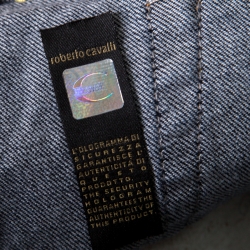 roberto cavalli
L'OLOGRAMMA DI
SICUREZZA
GARANTISCE
L'AUTENTICITÀ DI
QUESTO
PRODOTTO.
THE SECURITY
HOLOGRAM
GUARANTEES THE
AUTHENTICITY OF
THIS PRODUCT.